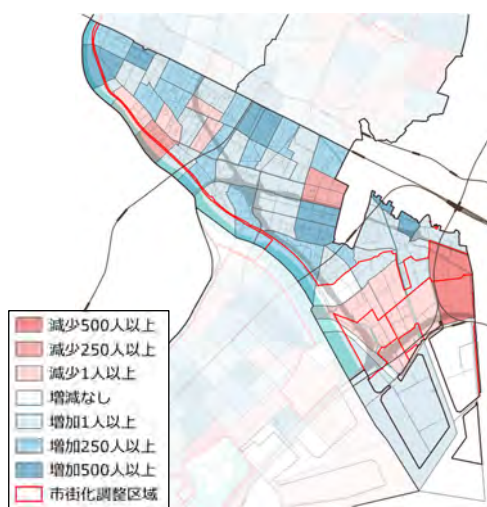 減少500人以上
減少250人以上
減少1人以上
増減なし
増加1人以上
増加250人以上
増加500人以上
市街化調整区域